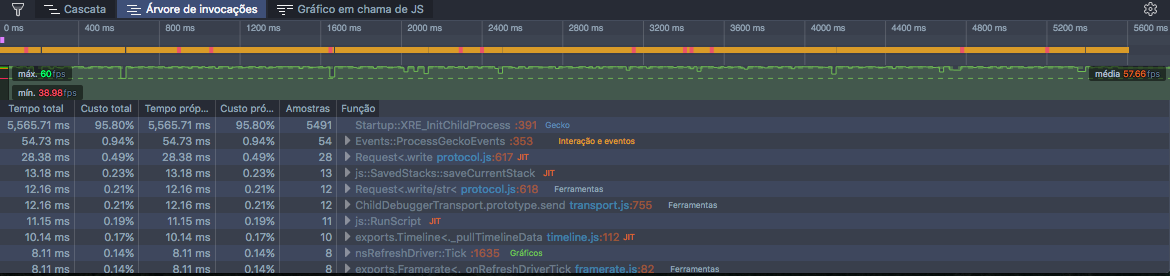 Cascata Árvore de invocações Gráfico em chama de JS
0 ms 400 ms 800 ms 1200 ms 1600 ms 2000 ms 2400 ms 2800 ms 3200 ms 3600 ms 4000 ms 4400 ms 4800 ms 5200 ms 5600 ms
máx. 60 fps
média 57.66 fps
mín. 38.98 fps
Tempo total Custo total Tempo próp... Custo pró... Amostras Função
5,565.71 ms 95.80% 5,565.71 ms 95.80% 5491 Startup::XRE_InitChildProcess :391 Gecko
54.73 ms 0.94% 54.73 ms 0.94% 54 Events::ProcessGeckoEvents :353 Interação e eventos
28.38 ms 0.49% 28.38 ms 0.49% 28 Request<.write protocol.js:617 JIT
13.18 ms 0.23% 13.18 ms 0.23% 13 js::SavedStacks::saveCurrentStack JIT
12.16 ms 0.21% 12.16 ms 0.21% 12 Request<.write/str< protocol.js:618 Ferramentas
12.16 ms 0.21% 12.16 ms 0.21% 12 ChildDebuggerTransport.prototype.send transport.js:755 Ferramentas
11.15 ms 0.19% 11.15 ms 0.19% 11 js::RunScript JIT
10.14 ms 0.17% 10.14 ms 0.17% 10 exports.Timeline<._pullTimelineData timeline.js:112 JIT
8.11 ms 0.14% 8.11 ms 0.14% 8 nsRefreshDriver::Tick :1635 Gráficos
8.11 ms 0.14% 8.11 ms 0.14% 8 exports.Framerate<._onRefreshDriverTick framerate.js:82 Ferramentas